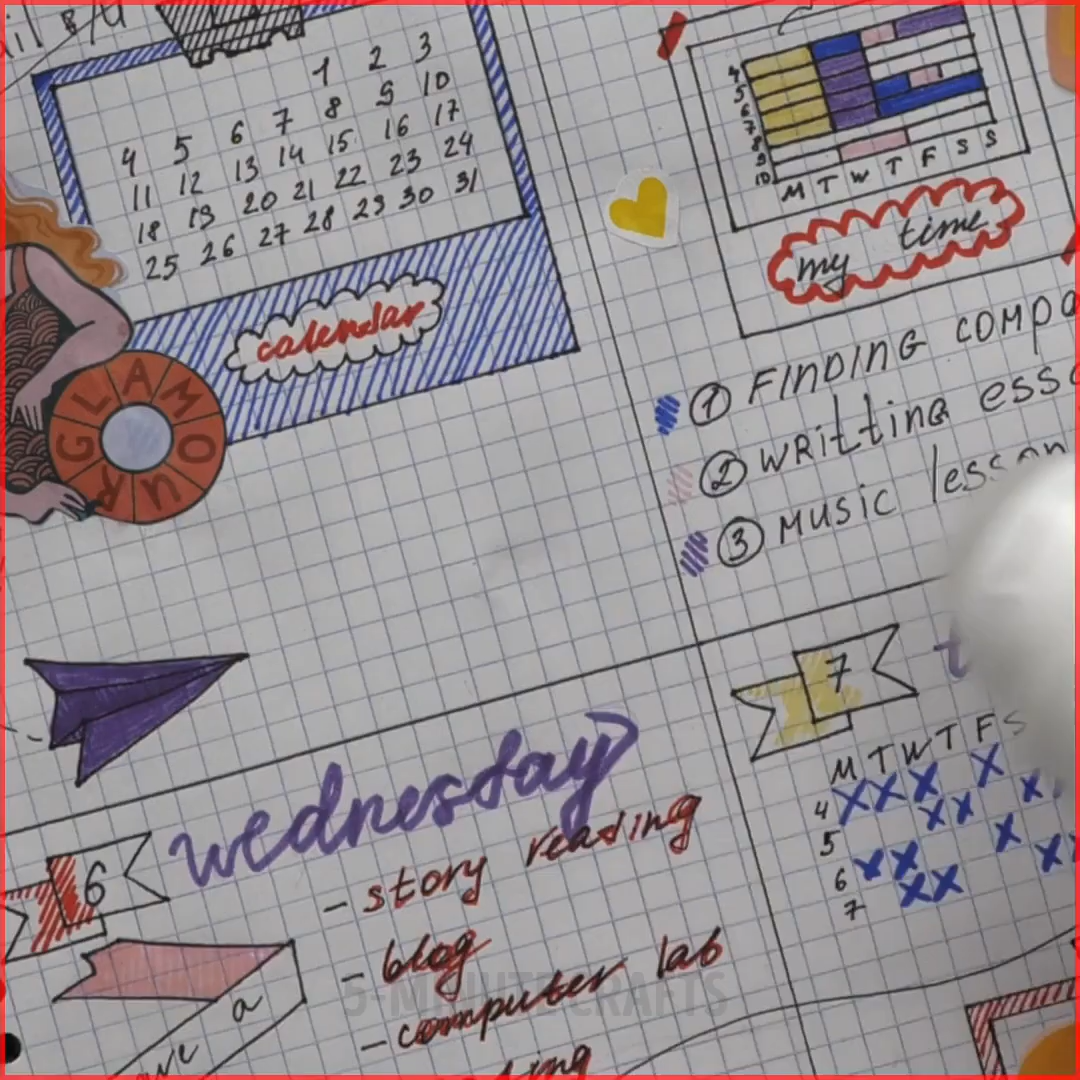 1 2 3
4 5 6 7 8 9 10
11 12 13 14 15 16 17
18 19 20 21 22 23 24
25 26 27 28 29 30 31
calendar
GLAMOUR
4
5
6
7
8
9
10
M T W T F S S
my time
1 FINDING
2 WRITTING
3 MUSIC
6 wednesday
- story reading
- blog
- computer lab
a
7
M T W T F S
4
5
6
7
5-MINUTE CRAFTS